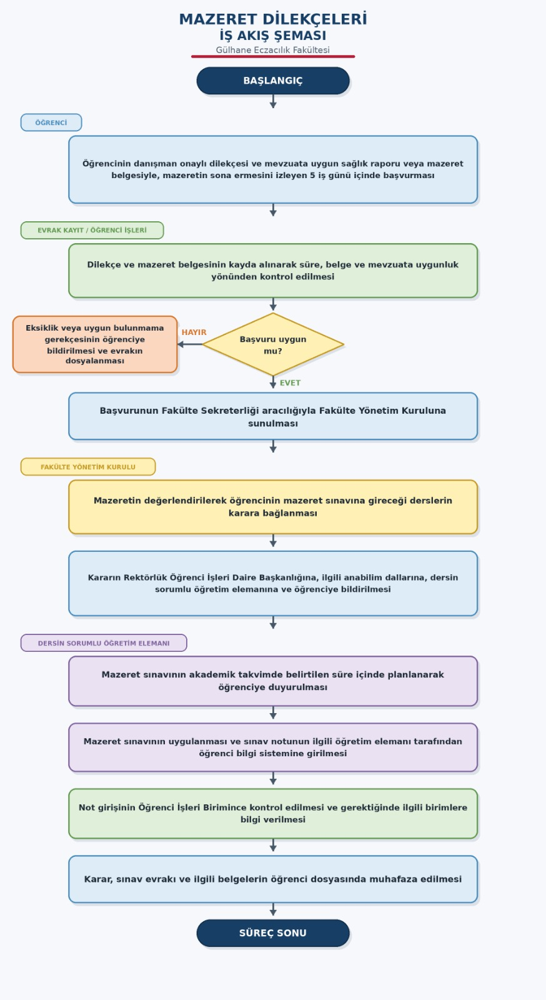 MAZERET DİLEKÇELERİ
İŞ AKIŞ ŞEMASI
Gülhane Eczacılık Fakültesi
BAŞLANGIÇ
ÖĞRENCİ
Öğrencinin danışman onaylı dilekçesi ve mevzuata uygun sağlık raporu veya mazeret
belgesiyle, mazeretin sona ermesini izleyen 5 iş günü içinde başvurması
EVRAK KAYIT / ÖĞRENCİ İŞLERİ
Dilekçe ve mazeret belgesinin kayda alınarak süre, belge ve mevzuata uygunluk
yönünden kontrol edilmesi
Başvuru uygun
mu?
HAYIR
Eksiklik veya uygun bulunmama
gerekçesinin öğrenciye
bildirilmesi ve evrakın
dosyalanması
EVET
Başvurunun Fakülte Sekreterliği aracılığıyla Fakülte Yönetim Kuruluna
sunulması
FAKÜLTE YÖNETİM KURULU
Mazeretin değerlendirilerek öğrencinin mazeret sınavına gireceği derslerin
karara bağlanması
Kararın Rektörlük Öğrenci İşleri Daire Başkanlığına, ilgili anabilim dallarına, dersin
sorumlu öğretim elemanına ve öğrenciye bildirilmesi
DERSİN SORUMLU ÖĞRETİM ELEMANI
Mazeret sınavının akademik takvimde belirtilen süre içinde planlanarak
öğrenciye duyurulması
Mazeret sınavının uygulanması ve sınav notunun ilgili öğretim elemanı tarafından
öğrenci bilgi sistemine girilmesi
Not girişinin Öğrenci İşleri Birimince kontrol edilmesi ve gerektiğinde ilgili birimlere
bilgi verilmesi
Karar, sınav evrakı ve ilgili belgelerin öğrenci dosyasında muhafaza edilmesi
SÜREÇ SONU